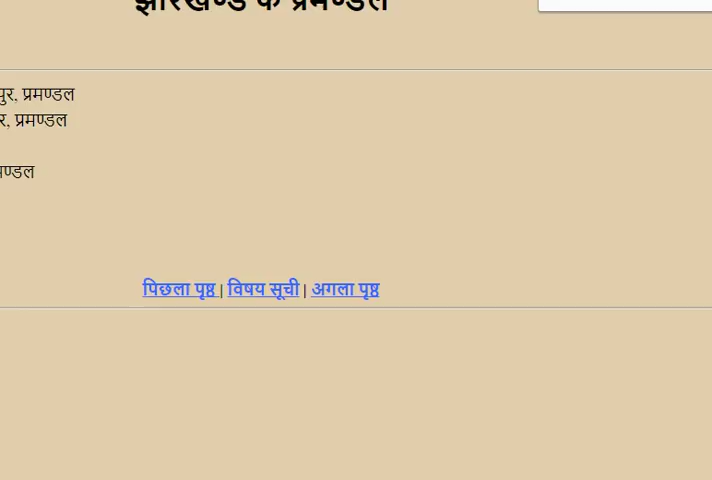 झारखण्ड के प्रमण्डल
प्रमण्डल
प्रमण्डल
पिछला पृष्ठ | विषय सूची | अगला पृष्ठ